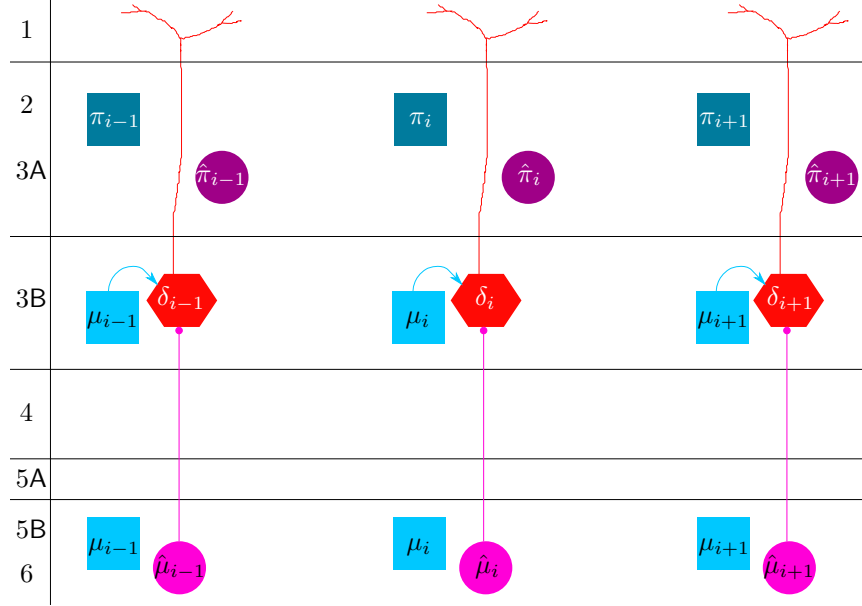 1
2
π_{i−1} π_i π_{i+1}
3A
π̂_{i−1} π̂_i π̂_{i+1}
3B
δ_{i−1} δ_i δ_{i+1}
μ_{i−1} μ_i μ_{i+1}
4
5A
5B
μ_{i−1} μ_i μ_{i+1}
6
μ̂_{i−1} μ̂_i μ̂_{i+1}